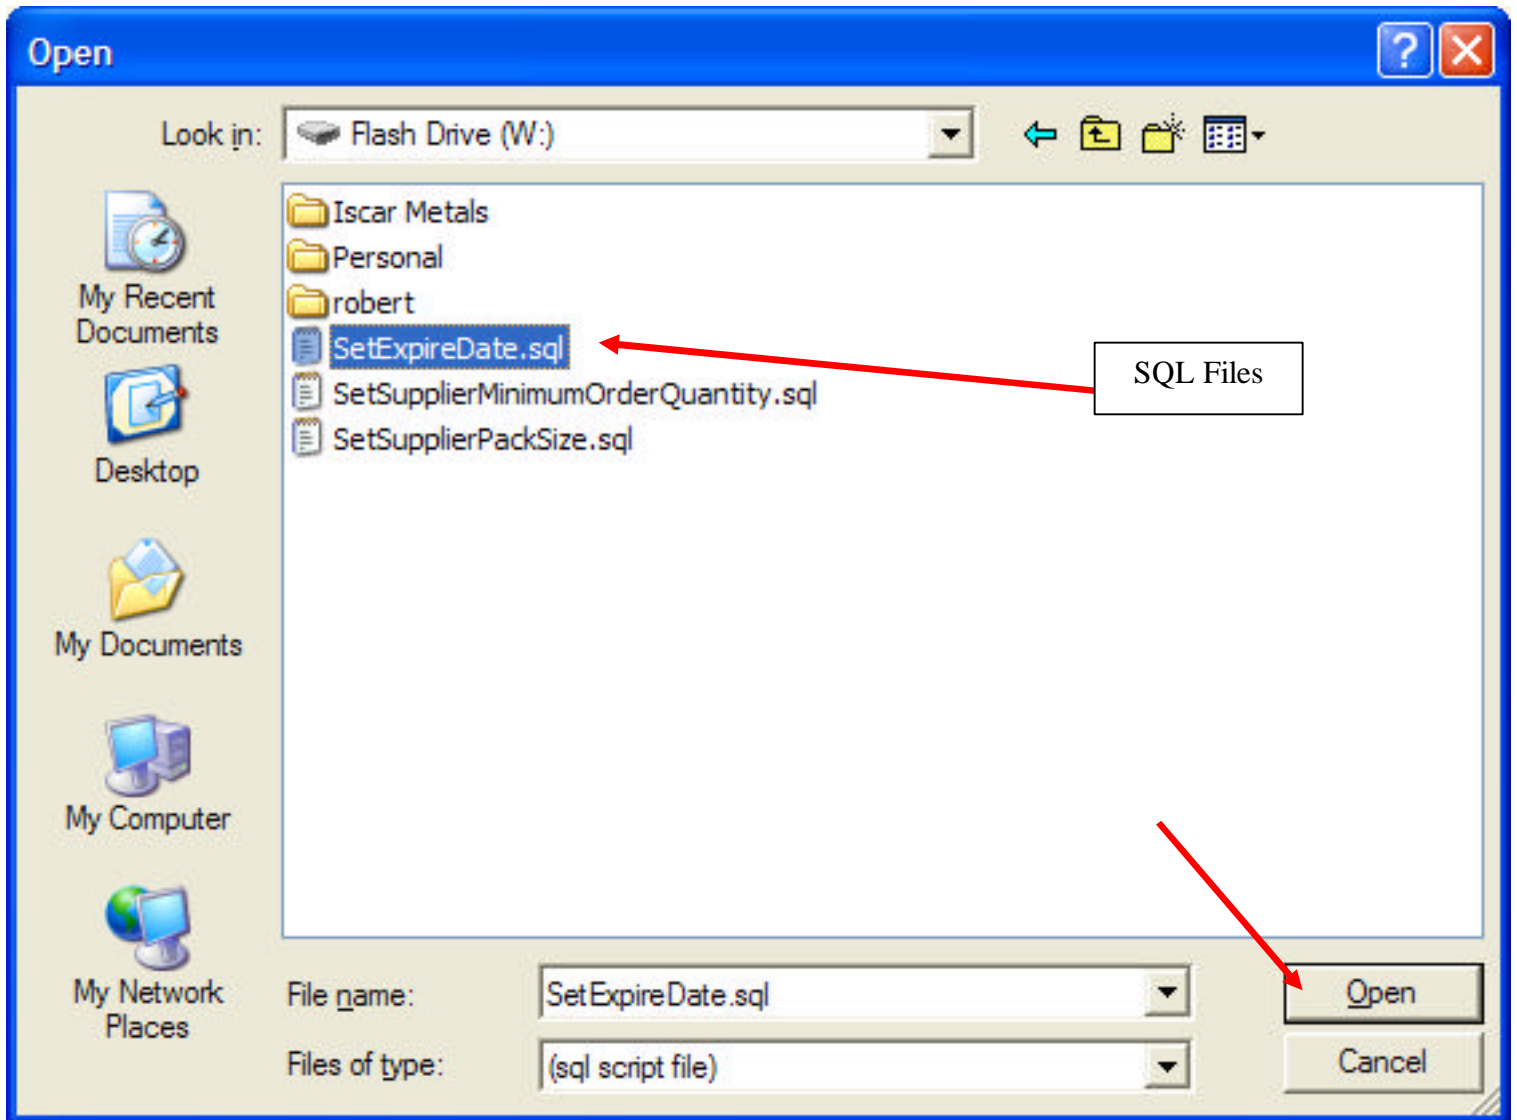 Open
Look in:
Flash Drive (W:)
My Recent
Documents
Desktop
My Documents
My Computer
My Network
Places
Iscar Metals
Personal
robert
SetExpireDate.sql
SetSupplierMinimumOrderQuantity.sql
SetSupplierPackSize.sql
SQL Files
File name:
SetExpireDate.sql
Open
Files of type:
(sql script file)
Cancel